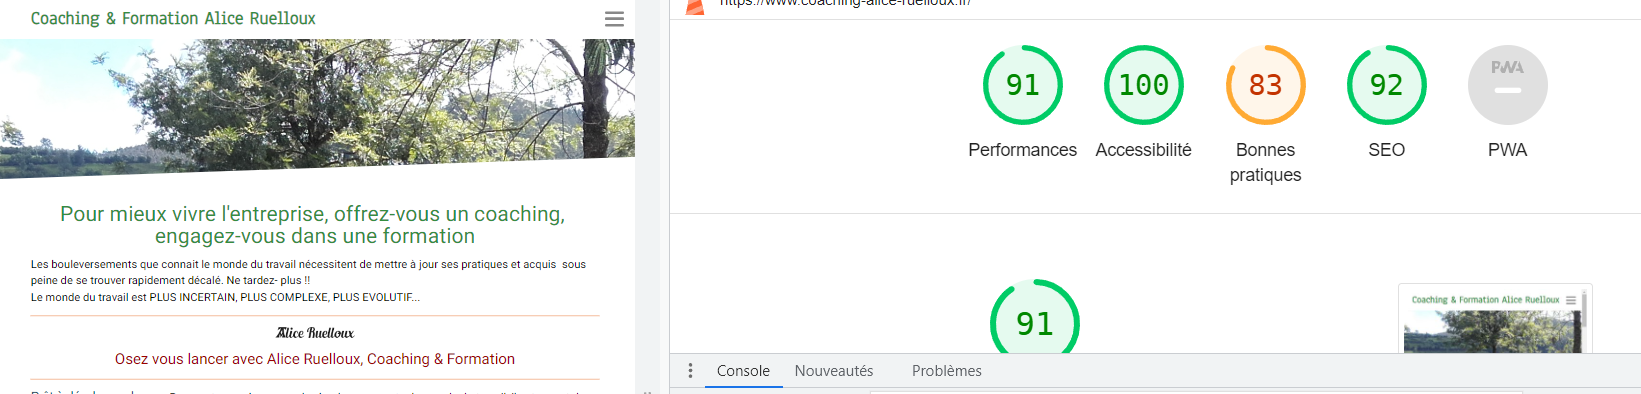 Coaching & Formation Alice Ruelloux
Pour mieux vivre l'entreprise, offrez-vous un coaching,
engagez-vous dans une formation
Les bouleversements que connait le monde du travail nécessitent de mettre à jour ses pratiques et acquis sous
peine de se trouver rapidement décalé. Ne tardez- plus !!
Le monde du travail est PLUS INCERTAIN, PLUS COMPLEXE, PLUS EVOLUTIF...
Alice Ruelloux
Osez vous lancer avec Alice Ruelloux, Coaching & Formation
https://www.coaching-alice-ruelloux.fr/
91
100
83
92
PWA
Performances
Accessibilité
Bonnes
pratiques
SEO
PWA
91
Coaching & Formation Alice Ruelloux
Console
Nouveautés
Problèmes